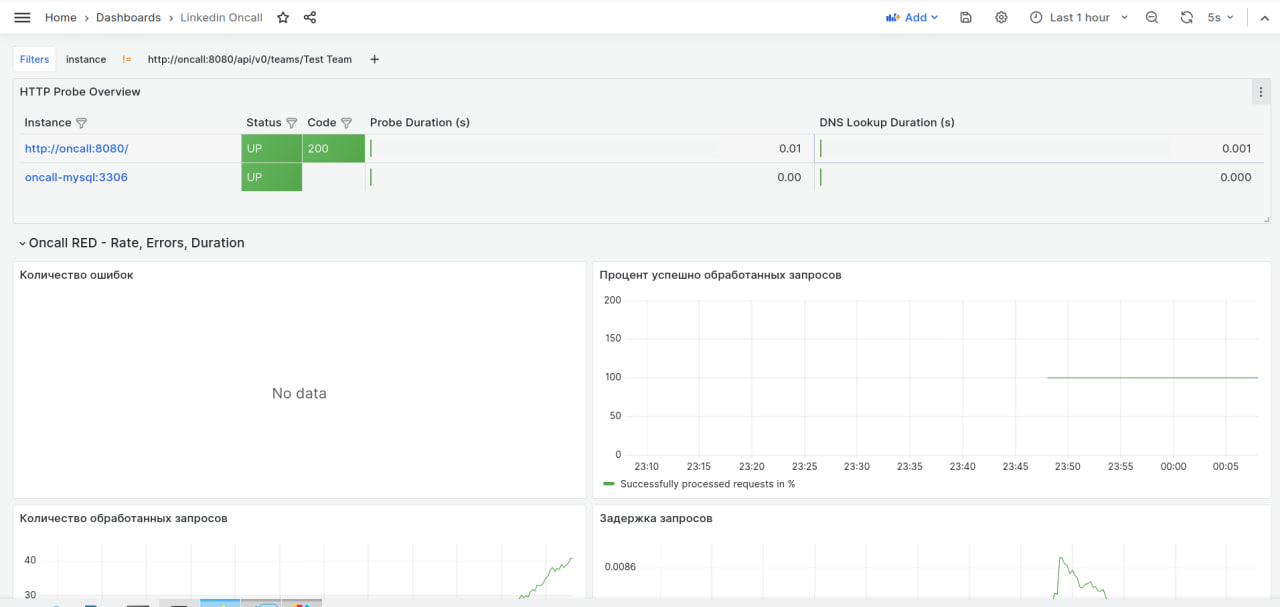 Home › Dashboards › Linkedin Oncall Add Last 1 hour 5s
Filters instance != http://oncall:8080/api/v0/teams/Test Team +
HTTP Probe Overview
Instance Status Code Probe Duration (s) DNS Lookup Duration (s)
http://oncall:8080/ UP 200 0.01 0.001
oncall-mysql:3306 UP 0.00 0.000
Oncall RED - Rate, Errors, Duration
Количество ошибок
No data
Процент успешно обработанных запросов
200
150
100
50
0
23:10 23:15 23:20 23:25 23:30 23:35 23:40 23:45 23:50 23:55 00:00 00:05
Successfully processed requests in %
Количество обработанных запросов
40
30
Задержка запросов
0.0086